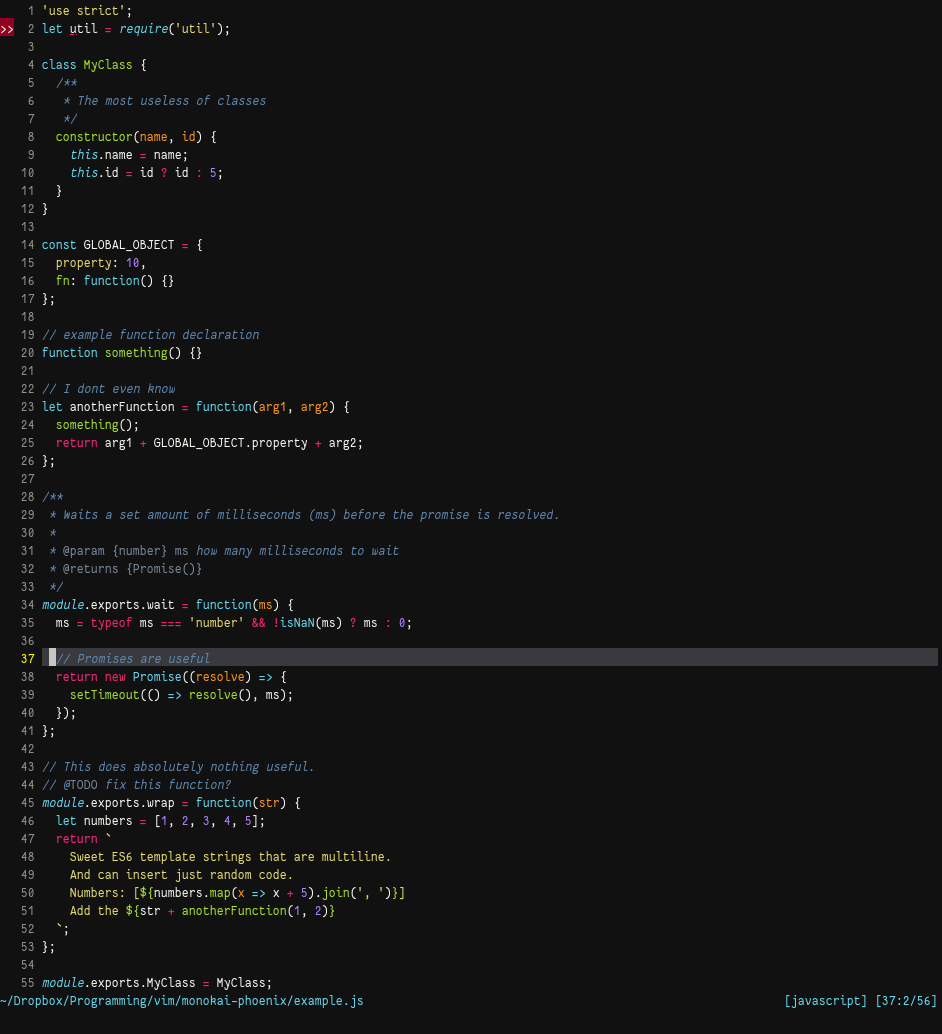 1 'use strict';
>> 2 let util = require('util');
3
4 class MyClass {
5   /**
6    * The most useless of classes
7    */
8   constructor(name, id) {
9     this.name = name;
10     this.id = id ? id : 5;
11   }
12 }
13
14 const GLOBAL_OBJECT = {
15   property: 10,
16   fn: function() {}
17 };
18
19 // example function declaration
20 function something() {}
21
22 // I dont even know
23 let anotherFunction = function(arg1, arg2) {
24   something();
25   return arg1 + GLOBAL_OBJECT.property + arg2;
26 };
27
28 /**
29  * Waits a set amount of milliseconds (ms) before the promise is resolved.
30  *
31  * @param {number} ms how many milliseconds to wait
32  * @returns {Promise()}
33  */
34 module.exports.wait = function(ms) {
35   ms = typeof ms === 'number' && !isNaN(ms) ? ms : 0;
36
37   // Promises are useful
38   return new Promise((resolve) => {
39     setTimeout(() => resolve(), ms);
40   });
41 };
42
43 // This does absolutely nothing useful.
44 // @TODO fix this function?
45 module.exports.wrap = function(str) {
46   let numbers = [1, 2, 3, 4, 5];
47   return `
48     Sweet ES6 template strings that are multiline.
49     And can insert just random code.
50     Numbers: [${numbers.map(x => x + 5).join(', ')}]
51     Add the ${str + anotherFunction(1, 2)}
52   `;
53 };
54
55 module.exports.MyClass = MyClass;
~/Dropbox/Programming/vim/monokai-phoenix/example.js [javascript] [37:2/56]